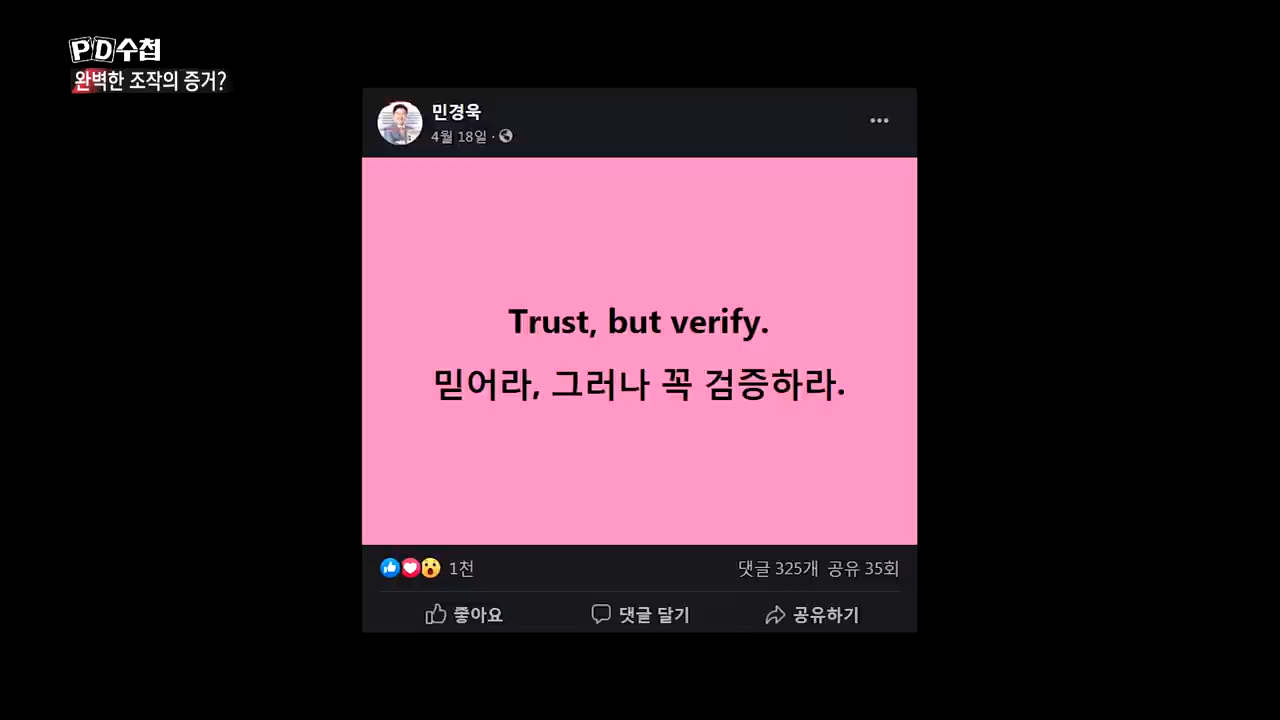 PD수첩
완벽한 조작의 증거?
민경욱
4월 18일 ·
Trust, but verify.
믿어라, 그러나 꼭 검증하라.
1천
댓글 325개 공유 35회
좋아요 댓글 달기 공유하기